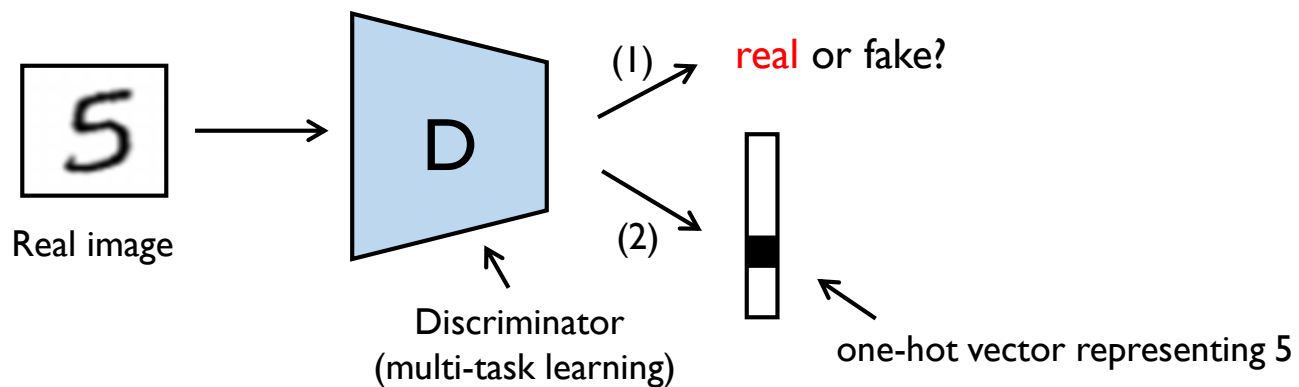 5
Real image
D
(1)
real or fake?
(2)
Discriminator
(multi-task learning)
one-hot vector representing 5